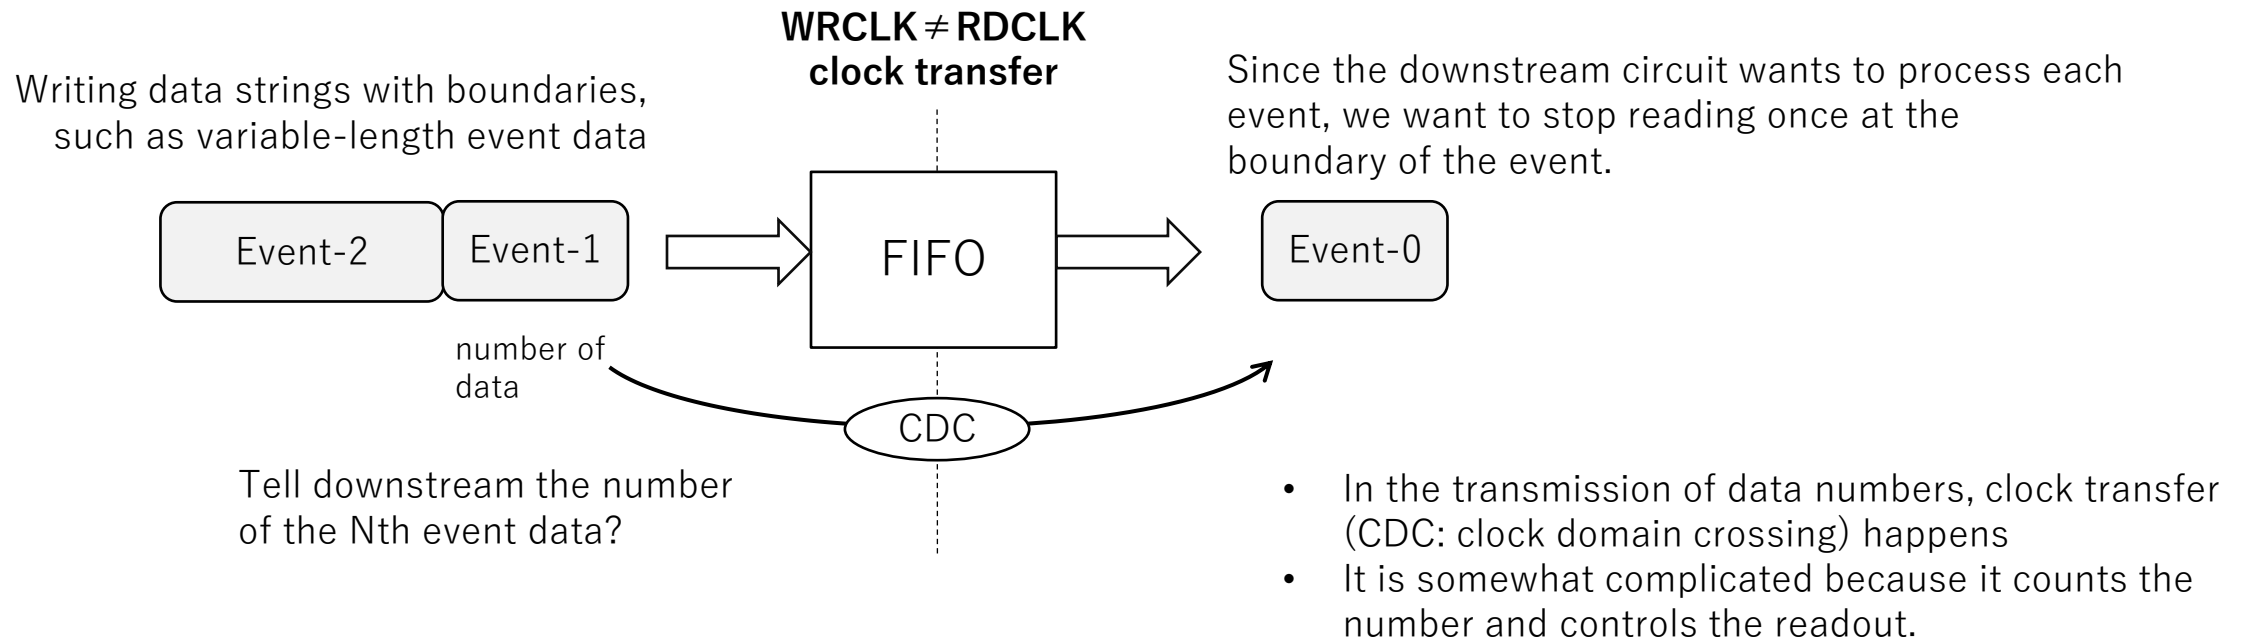 WRCLK ≠ RDCLK
clock transfer
Writing data strings with boundaries,
such as variable-length event data
Since the downstream circuit wants to process each
event, we want to stop reading once at the
boundary of the event.
Event-2
Event-1
FIFO
Event-0
number of
data
CDC
Tell downstream the number
of the Nth event data?
• In the transmission of data numbers, clock transfer
(CDC: clock domain crossing) happens
• It is somewhat complicated because it counts the
number and controls the readout.